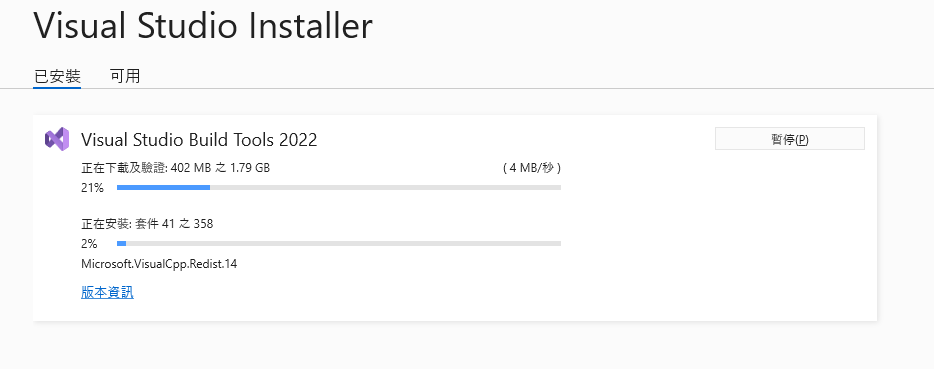 Visual Studio Installer
已安裝 可用
Visual Studio Build Tools 2022 暫停(P)
正在下載及驗證: 402 MB 之 1.79 GB ( 4 MB/秒 )
21%
正在安裝: 套件 41 之 358
2%
Microsoft.VisualCpp.Redist.14
版本資訊